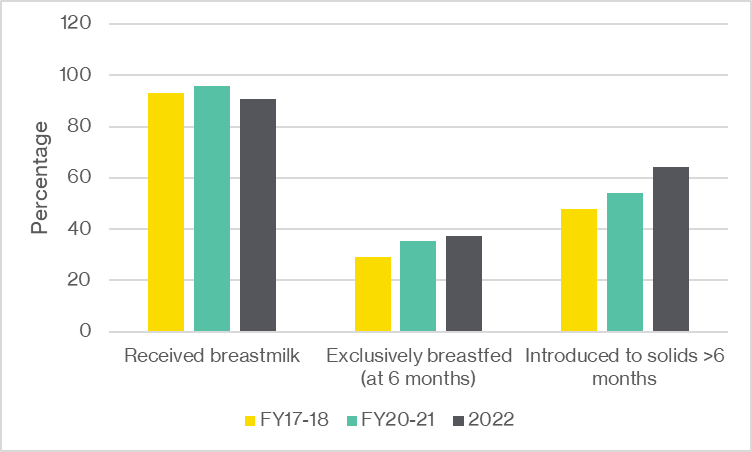 120
100
80
60
40
20
0
Percentage
Received breastmilk
Exclusively breastfed
(at 6 months)
Introduced to solids >6
months
FY17-18
FY20-21
2022